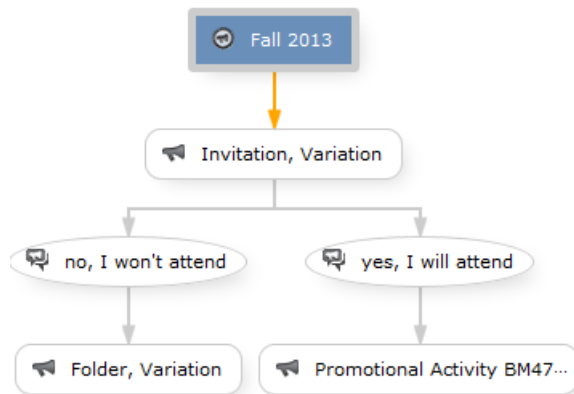 Fall 2013
Invitation, Variation
no, I won't attend
yes, I will attend
Folder, Variation
Promotional Activity BM47...